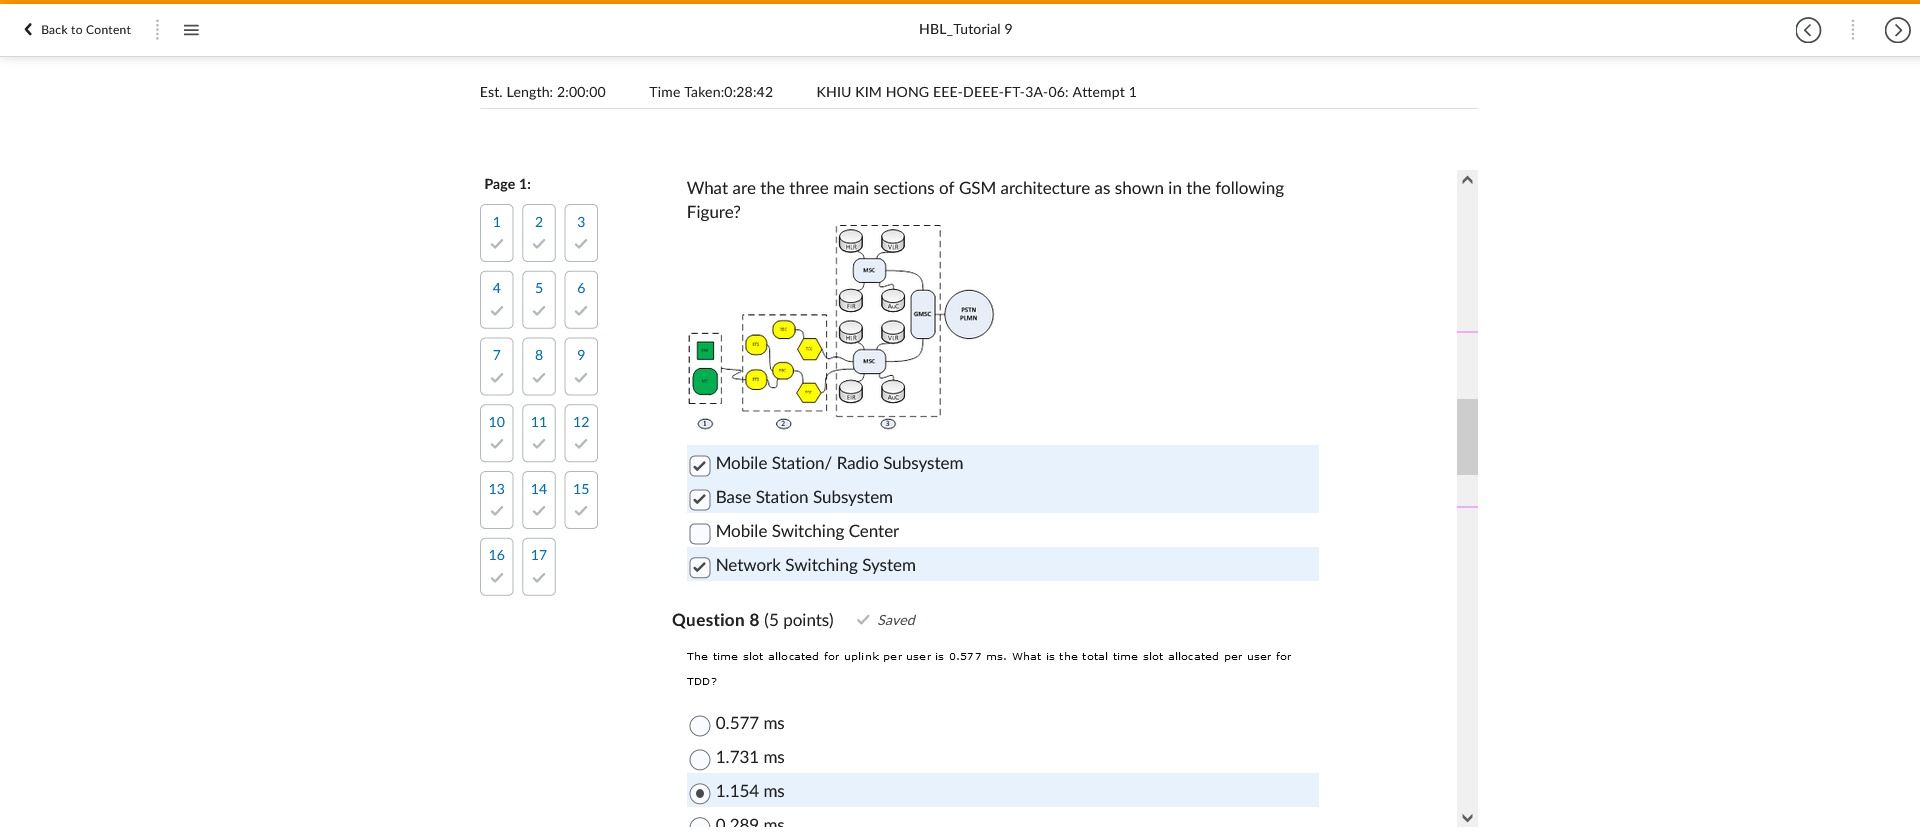 Back to Content
HBL_Tutorial 9
Est. Length: 2:00:00 Time Taken:0:28:42 KHIU KIM HONG EEE-DEEE-FT-3A-06: Attempt 1
Page 1:
1 2 3
4 5 6
7 8 9
10 11 12
13 14 15
16 17
What are the three main sections of GSM architecture as shown in the following
Figure?
HLR VLR
MSC
EIR AuC
GMSC
PSTN
PLMN
HLR VLR
MSC
EIR AuC
1 2 3
Mobile Station/ Radio Subsystem
Base Station Subsystem
Mobile Switching Center
Network Switching System
Question 8 (5 points) Saved
The time slot allocated for uplink per user is 0.577 ms. What is the total time slot allocated per user for
TDD?
0.577 ms
1.731 ms
1.154 ms
0.289 ms